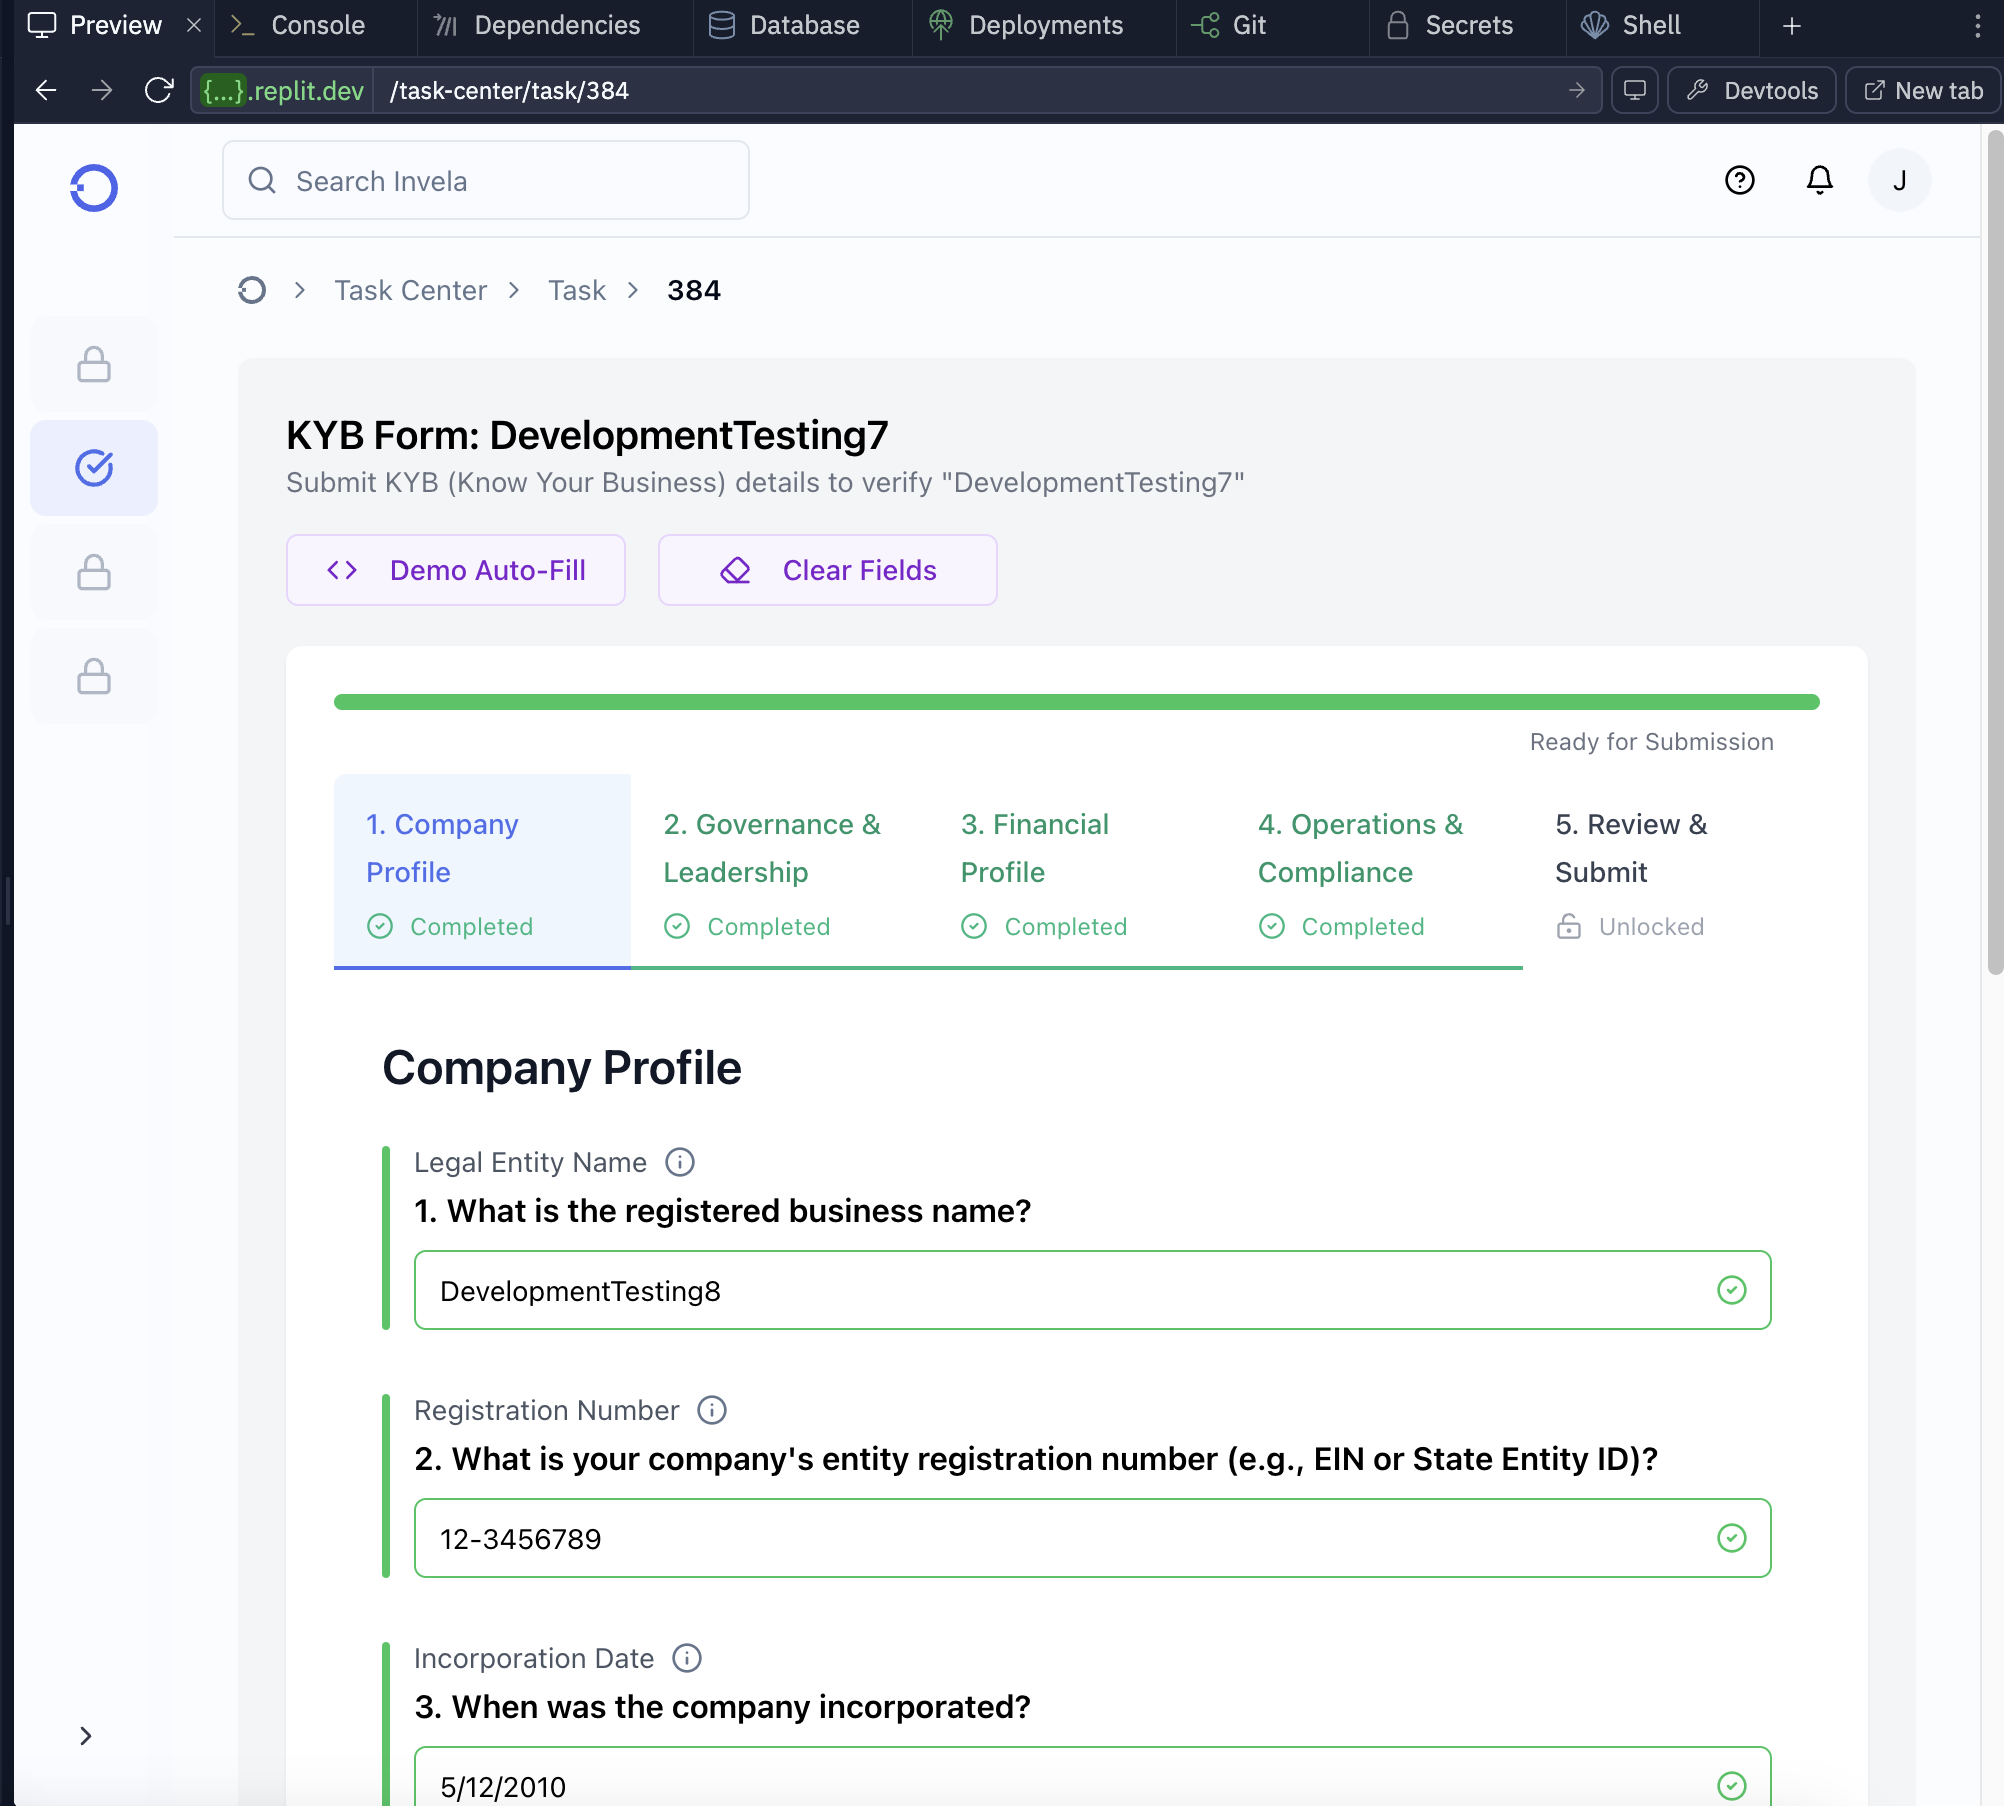 Preview
Console
Dependencies
Database
Deployments
Git
Secrets
Shell
{...}.replit.dev
/task-center/task/384
Devtools
New tab
Search Invela
J
Task Center
Task
384
KYB Form: DevelopmentTesting7
Submit KYB (Know Your Business) details to verify "DevelopmentTesting7"
Demo Auto-Fill
Clear Fields
Ready for Submission
1. Company
Profile
Completed
2. Governance &
Leadership
Completed
3. Financial
Profile
Completed
4. Operations &
Compliance
Completed
5. Review &
Submit
Unlocked
Company Profile
Legal Entity Name
1. What is the registered business name?
DevelopmentTesting8
Registration Number
2. What is your company's entity registration number (e.g., EIN or State Entity ID)?
12-3456789
Incorporation Date
3. When was the company incorporated?
5/12/2010